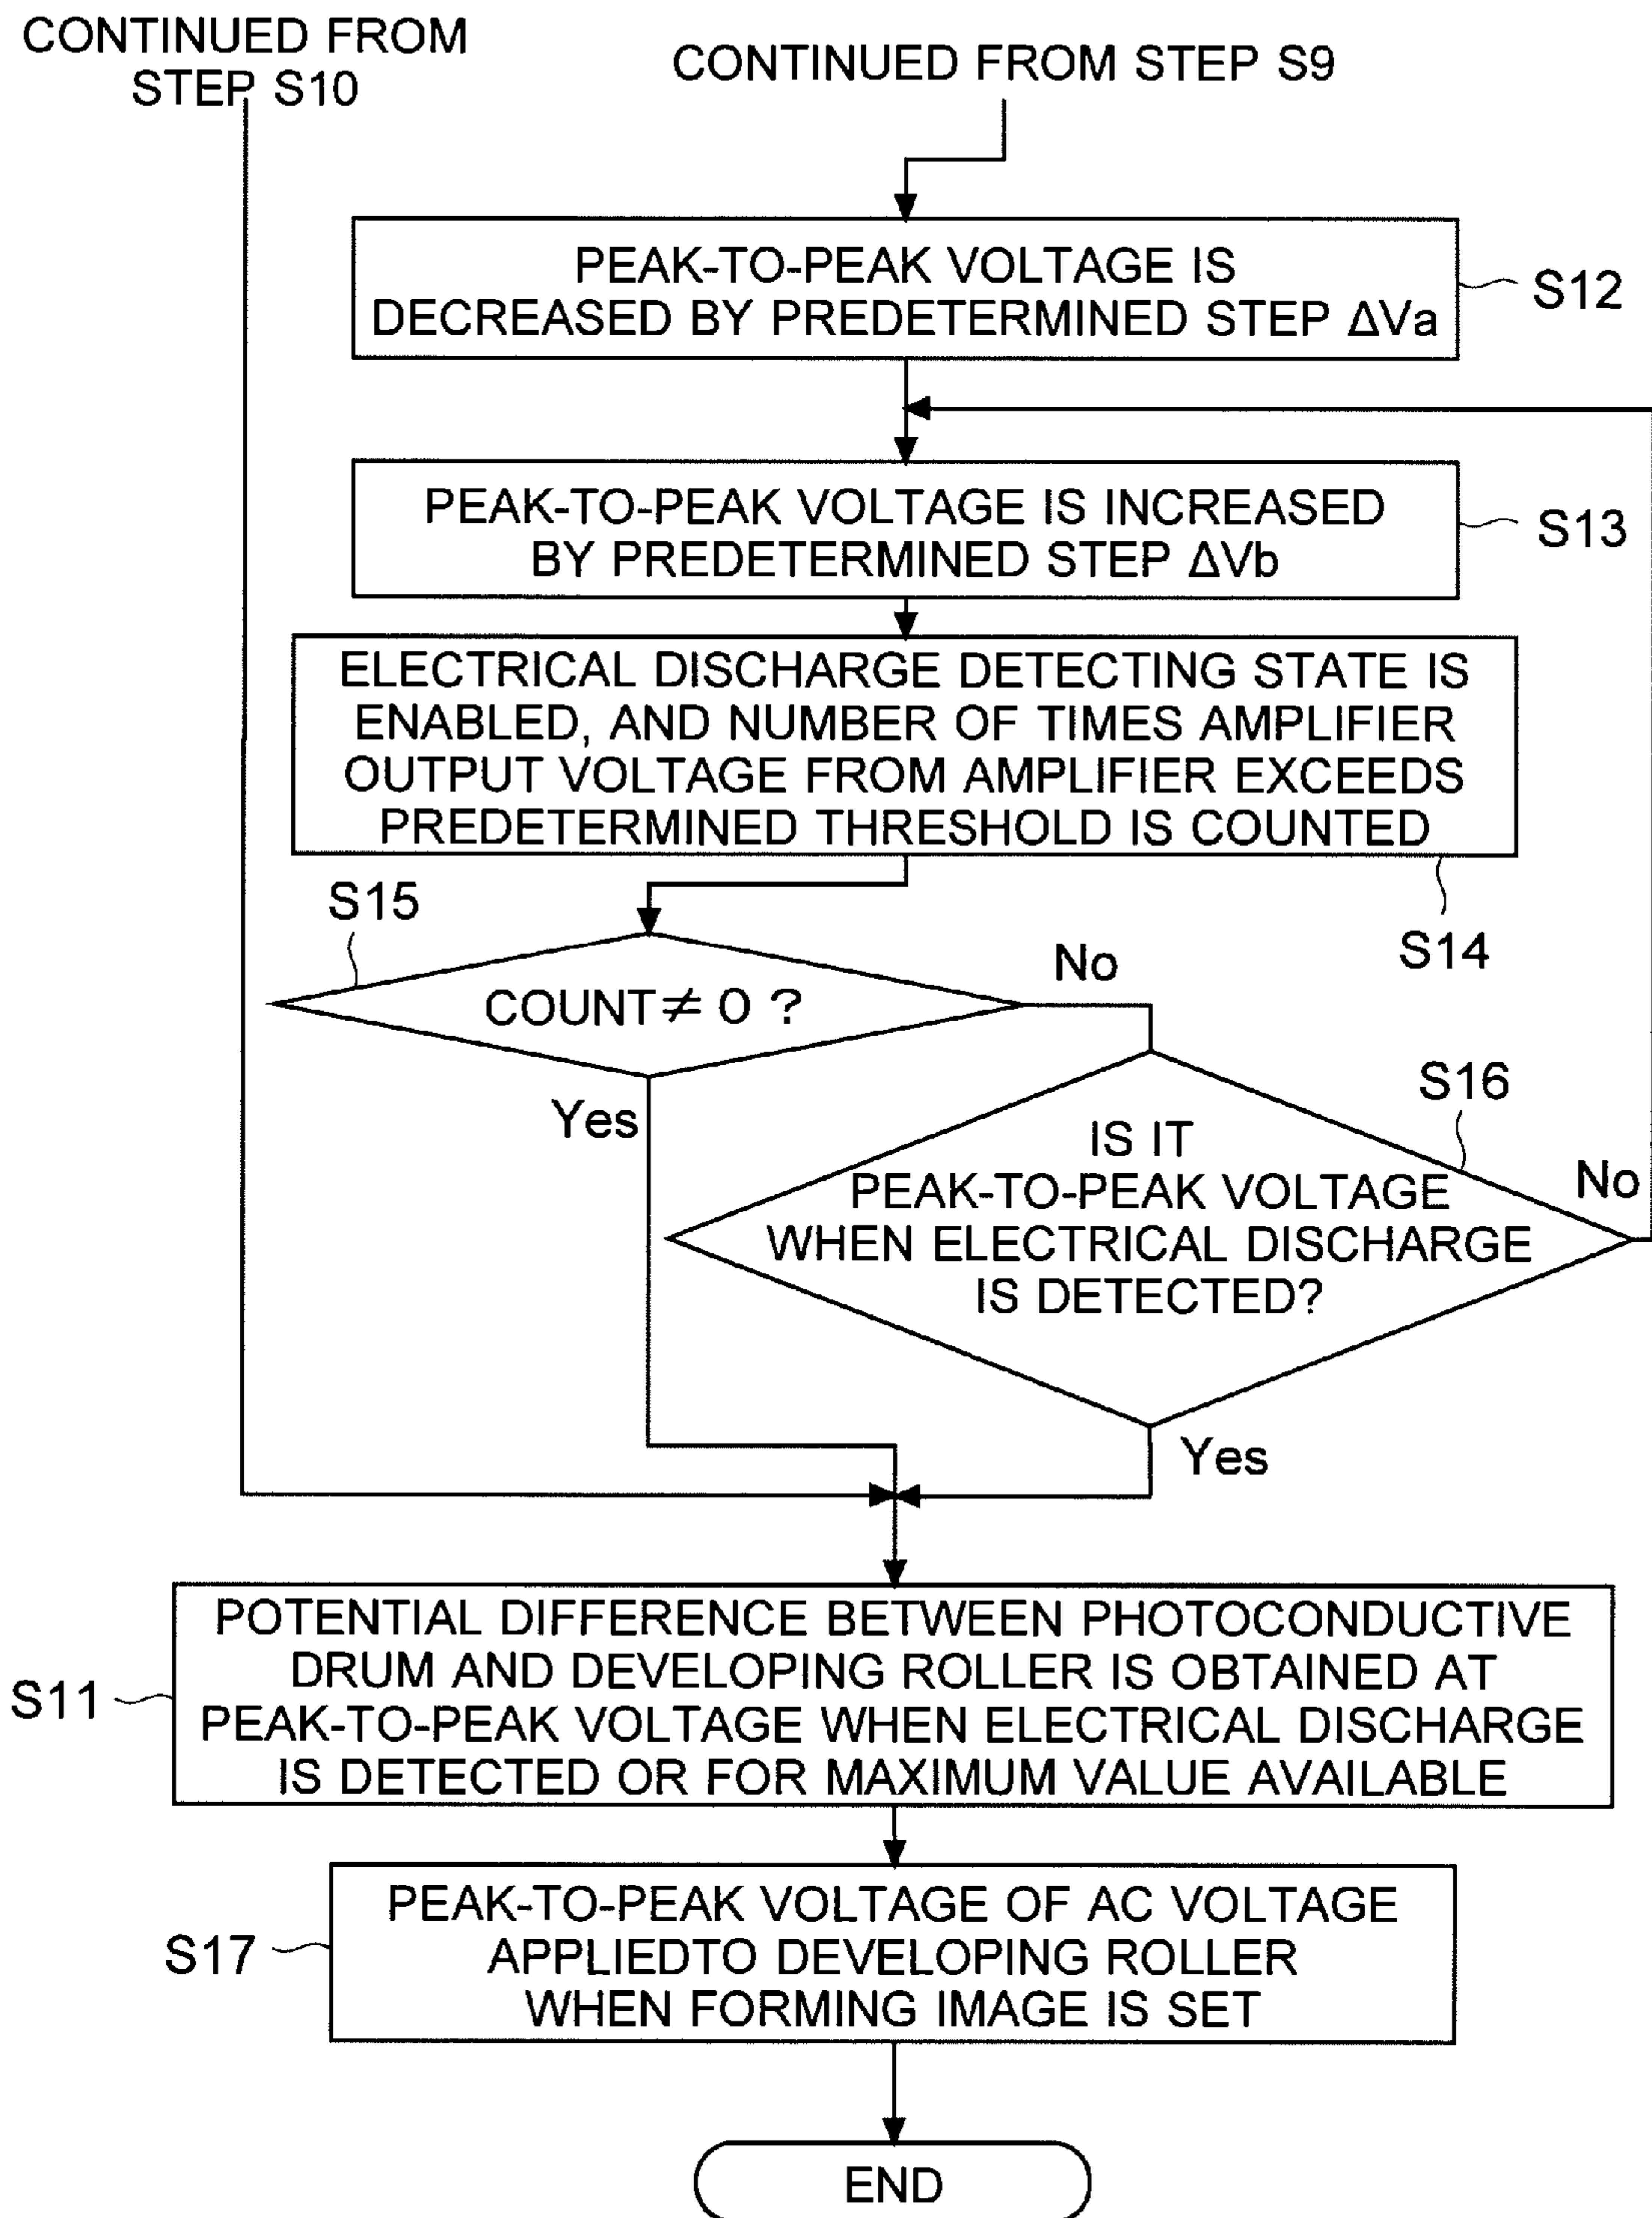 CONTINUED FROM
STEP S10
CONTINUED FROM STEP S9
PEAK-TO-PEAK VOLTAGE IS
DECREASED BY PREDETERMINED STEP ΔVa
S12
PEAK-TO-PEAK VOLTAGE IS INCREASED
BY PREDETERMINED STEP ΔVb
S13
ELECTRICAL DISCHARGE DETECTING STATE IS
ENABLED, AND NUMBER OF TIMES AMPLIFIER
OUTPUT VOLTAGE FROM AMPLIFIER EXCEEDS
PREDETERMINED THRESHOLD IS COUNTED
S14
S15
COUNT≠ 0 ?
No
Yes
S16
IS IT
PEAK-TO-PEAK VOLTAGE
WHEN ELECTRICAL DISCHARGE
IS DETECTED?
No
Yes
S11
POTENTIAL DIFFERENCE BETWEEN PHOTOCONDUCTIVE
DRUM AND DEVELOPING ROLLER IS OBTAINED AT
PEAK-TO-PEAK VOLTAGE WHEN ELECTRICAL DISCHARGE
IS DETECTED OR FOR MAXIMUM VALUE AVAILABLE
S17
PEAK-TO-PEAK VOLTAGE OF AC VOLTAGE
APPLIEDTO DEVELOPING ROLLER
WHEN FORMING IMAGE IS SET
END